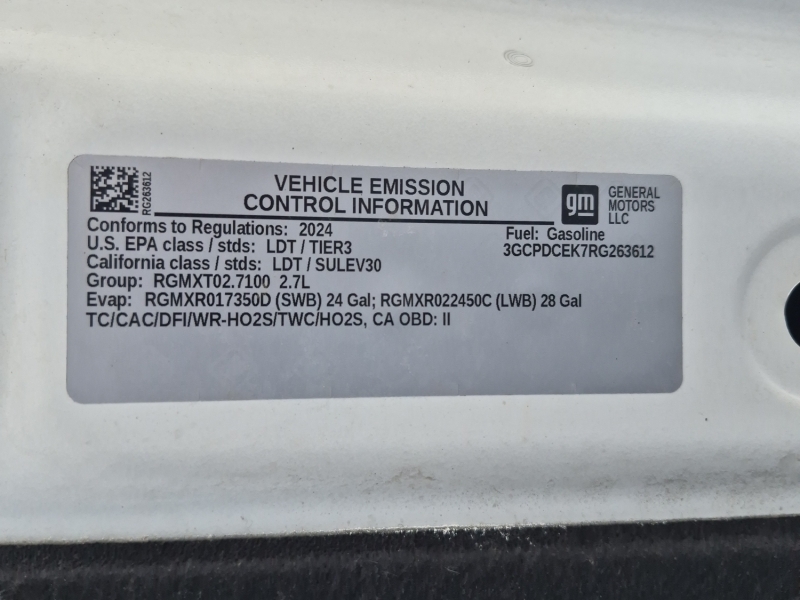 RG263612
VEHICLE EMISSION
CONTROL INFORMATION
gm
GENERAL
MOTORS
LLC
Conforms to Regulations: 2024
Fuel: Gasoline
U.S. EPA class / stds: LDT / TIER3
3GCPDCEK7RG263612
California class / stds: LDT / SULEV30
Group: RGMXT02.7100 2.7L
Evap: RGMXR017350D (SWB) 24 Gal; RGMXR022450C (LWB) 28 Gal
TC/CAC/DFI/WR-HO2S/TWC/HO2S, CA OBD: II